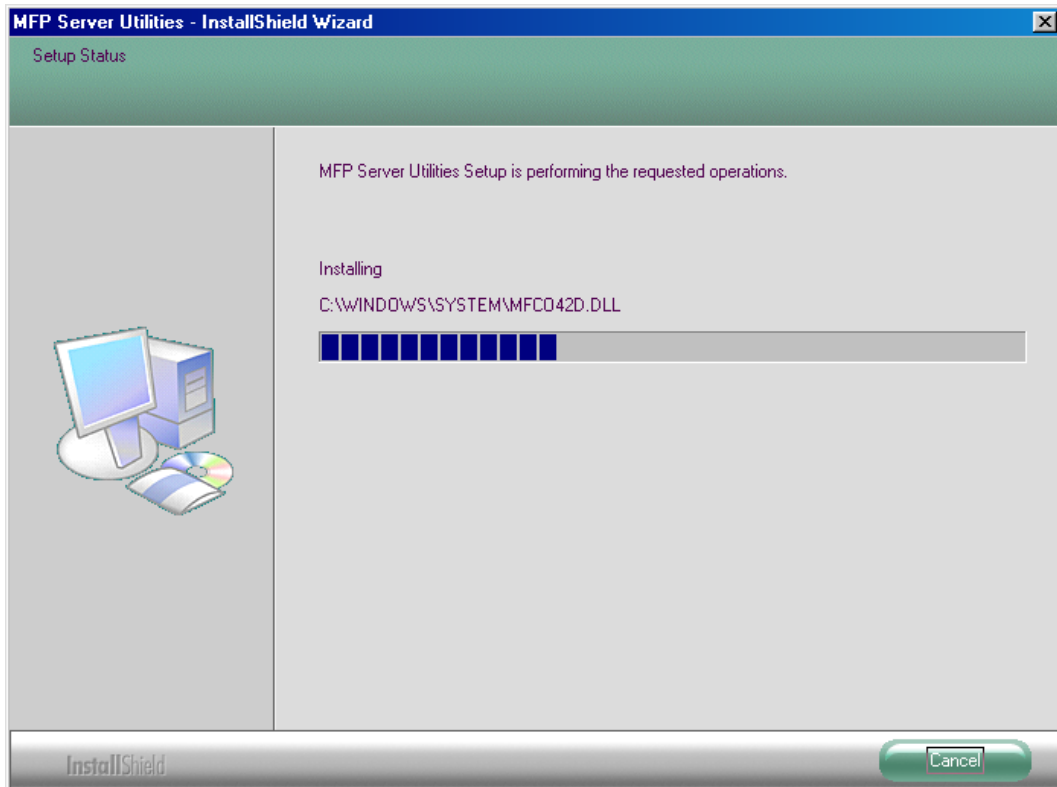 MFP Server Utilities - InstallShield Wizard
Setup Status
MFP Server Utilities Setup is performing the requested operations.
Installing
C:\WINDOWS\SYSTEM\MFCO42D.DLL
InstallShield
Cancel